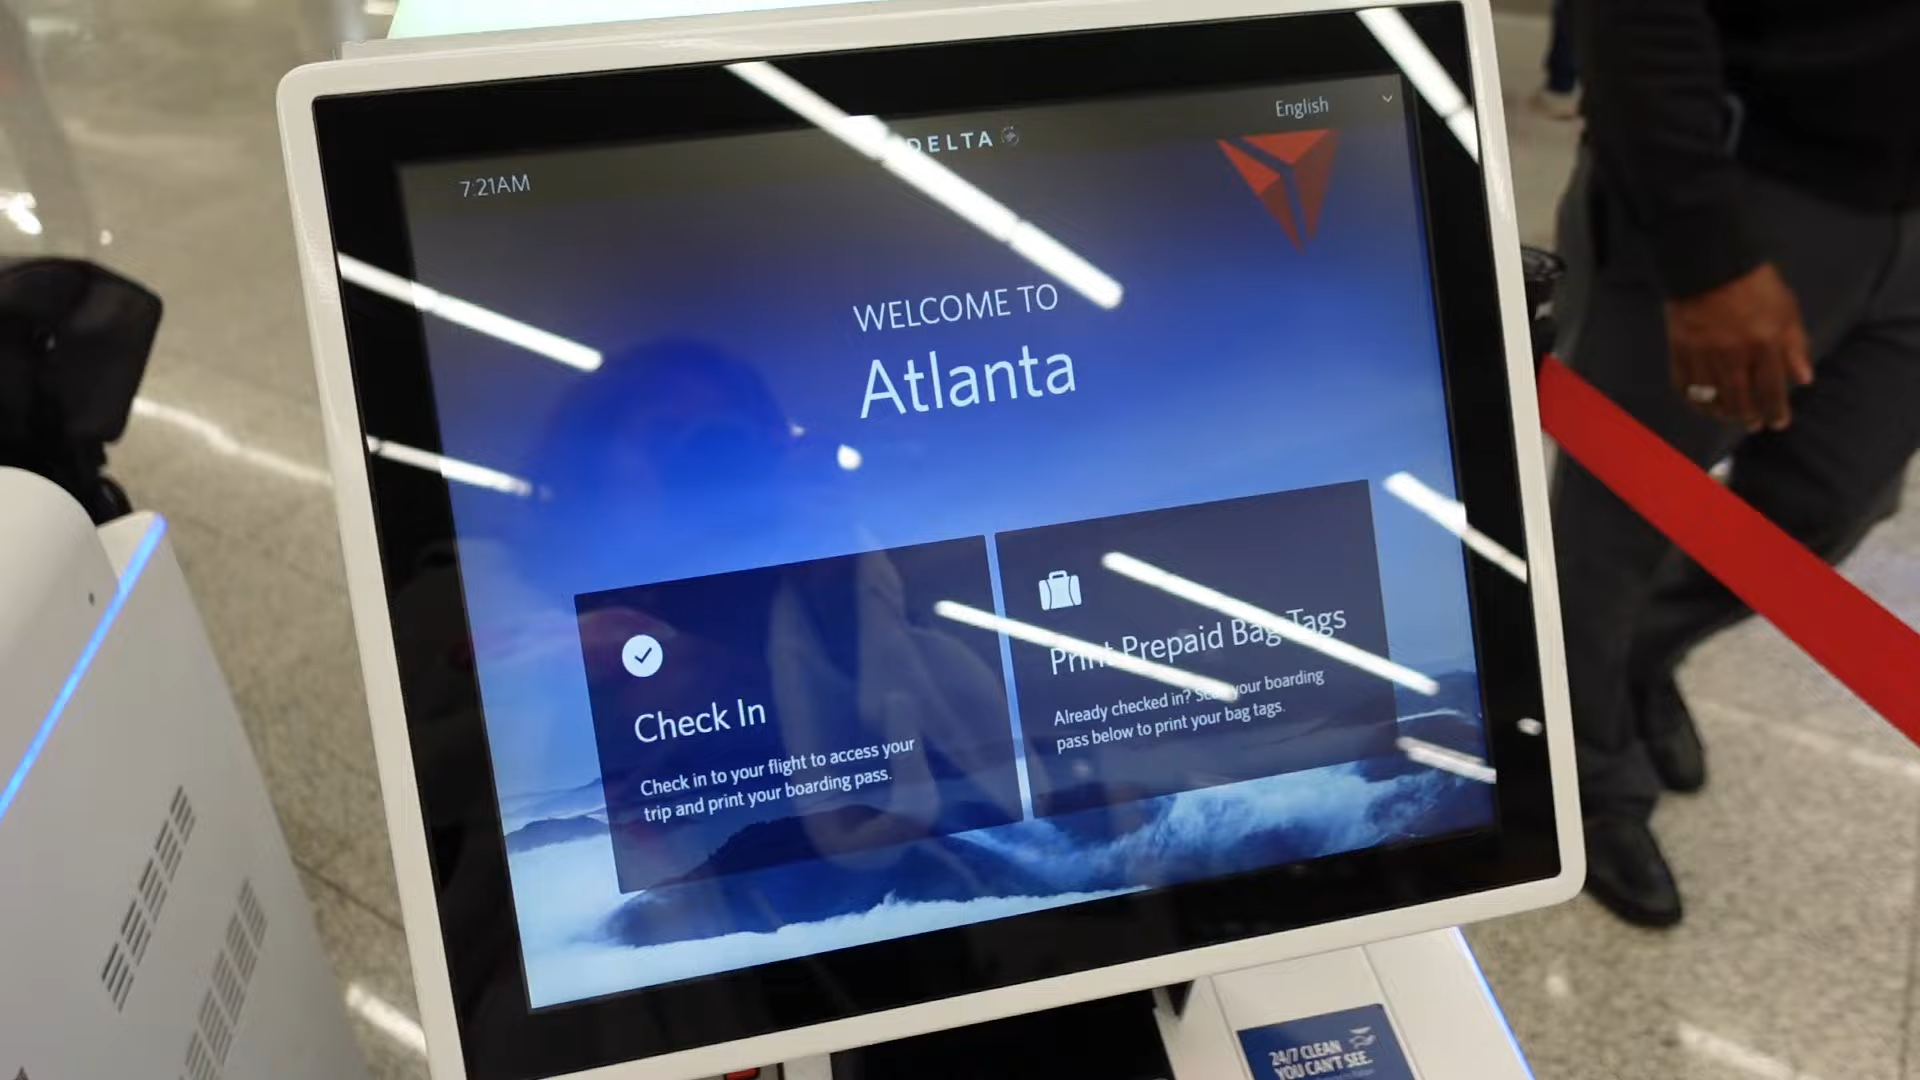 English
DELTA
7:21AM
WELCOME TO
Atlanta
Check In
Check in to your flight to access your
trip and print your boarding pass.
Print Prepaid Bag Tags
Already checked in? Scan your boarding
pass below to print your bag tags.
24/7 CLEAN
YOU CAN'T SEE.